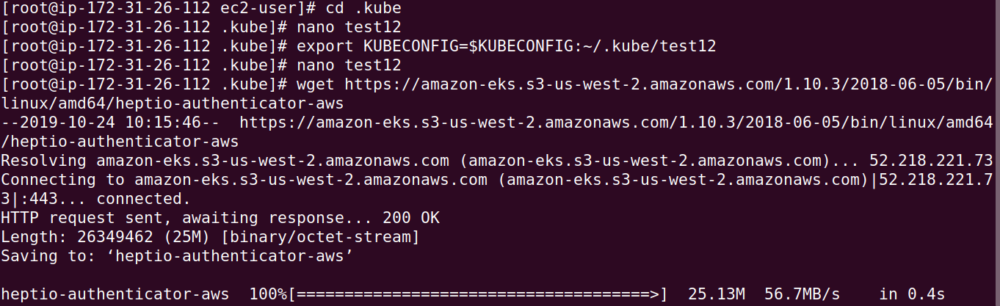 [root@ip-172-31-26-112 ec2-user]# cd .kube
[root@ip-172-31-26-112 .kube]# nano test12
[root@ip-172-31-26-112 .kube]# export KUBECONFIG=$KUBECONFIG:~/.kube/test12
[root@ip-172-31-26-112 .kube]# nano test12
[root@ip-172-31-26-112 .kube]# wget https://amazon-eks.s3-us-west-2.amazonaws.com/1.10.3/2018-06-05/bin/
linux/amd64/heptio-authenticator-aws
--2019-10-24 10:15:46--  https://amazon-eks.s3-us-west-2.amazonaws.com/1.10.3/2018-06-05/bin/linux/amd64
/heptio-authenticator-aws
Resolving amazon-eks.s3-us-west-2.amazonaws.com (amazon-eks.s3-us-west-2.amazonaws.com)... 52.218.221.73
Connecting to amazon-eks.s3-us-west-2.amazonaws.com (amazon-eks.s3-us-west-2.amazonaws.com)|52.218.221.7
3|:443... connected.
HTTP request sent, awaiting response... 200 OK
Length: 26349462 (25M) [binary/octet-stream]
Saving to: ‘heptio-authenticator-aws’
heptio-authenticator-aws  100%[=====================================>]  25.13M  56.7MB/s    in 0.4s